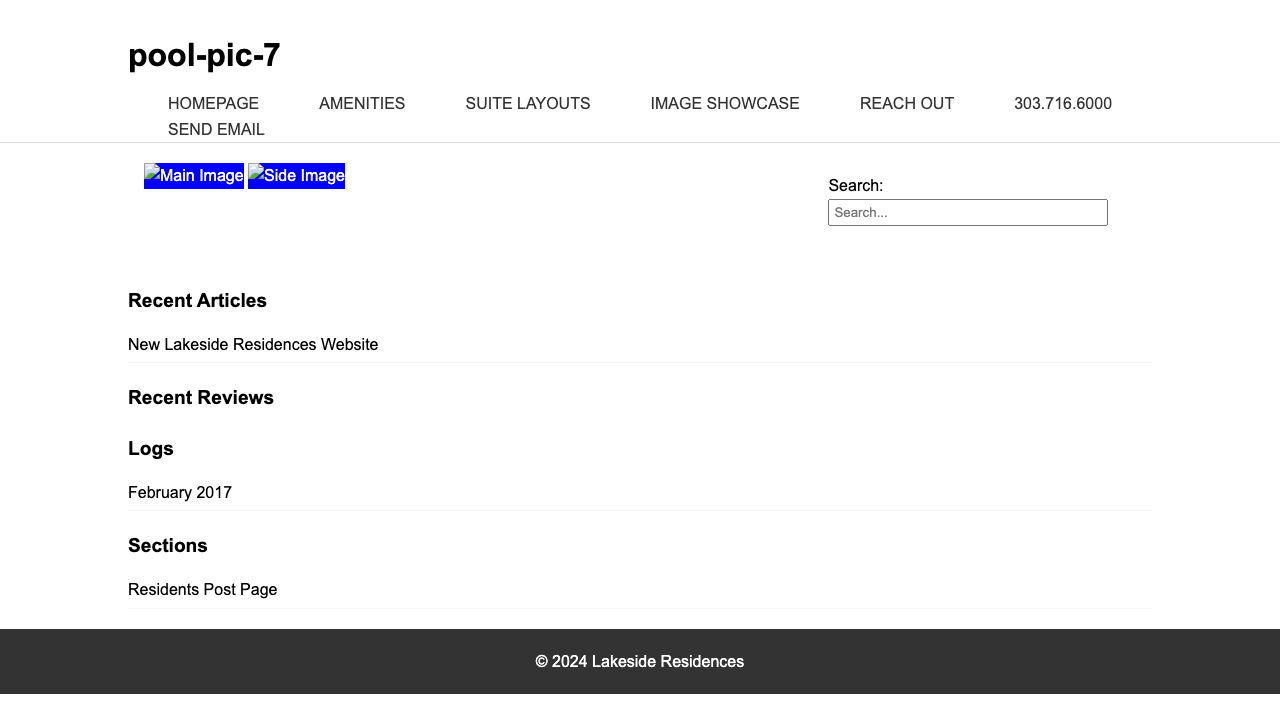 pool-pic-7
HOMEPAGE AMENITIES SUITE LAYOUTS IMAGE SHOWCASE REACH OUT 303.716.6000
SEND EMAIL
Main Image Side Image
Search:
Search...
Recent Articles
New Lakeside Residences Website
Recent Reviews
Logs
February 2017
Sections
Residents Post Page
© 2024 Lakeside Residences